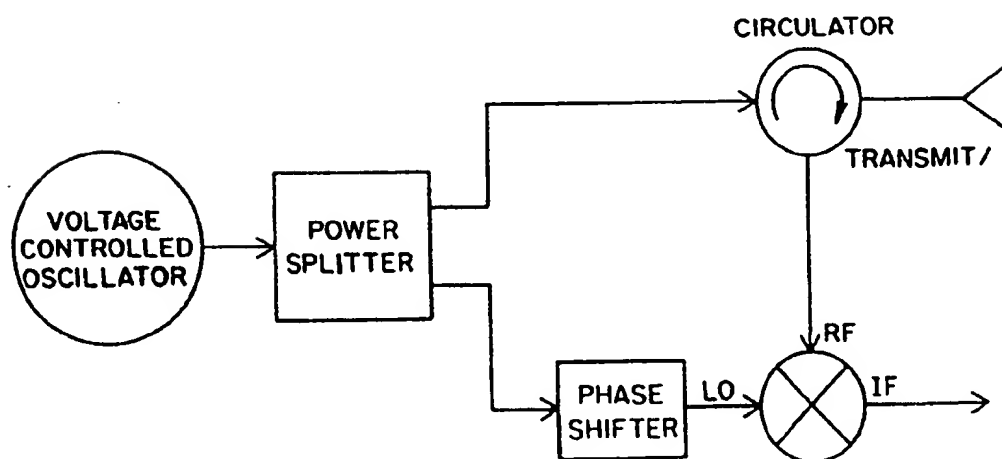 CIRCULATOR
TRANSMIT/
VOLTAGE
CONTROLLED
OSCILLATOR
POWER
SPLITTER
RF
PHASE
SHIFTER
LO
IF